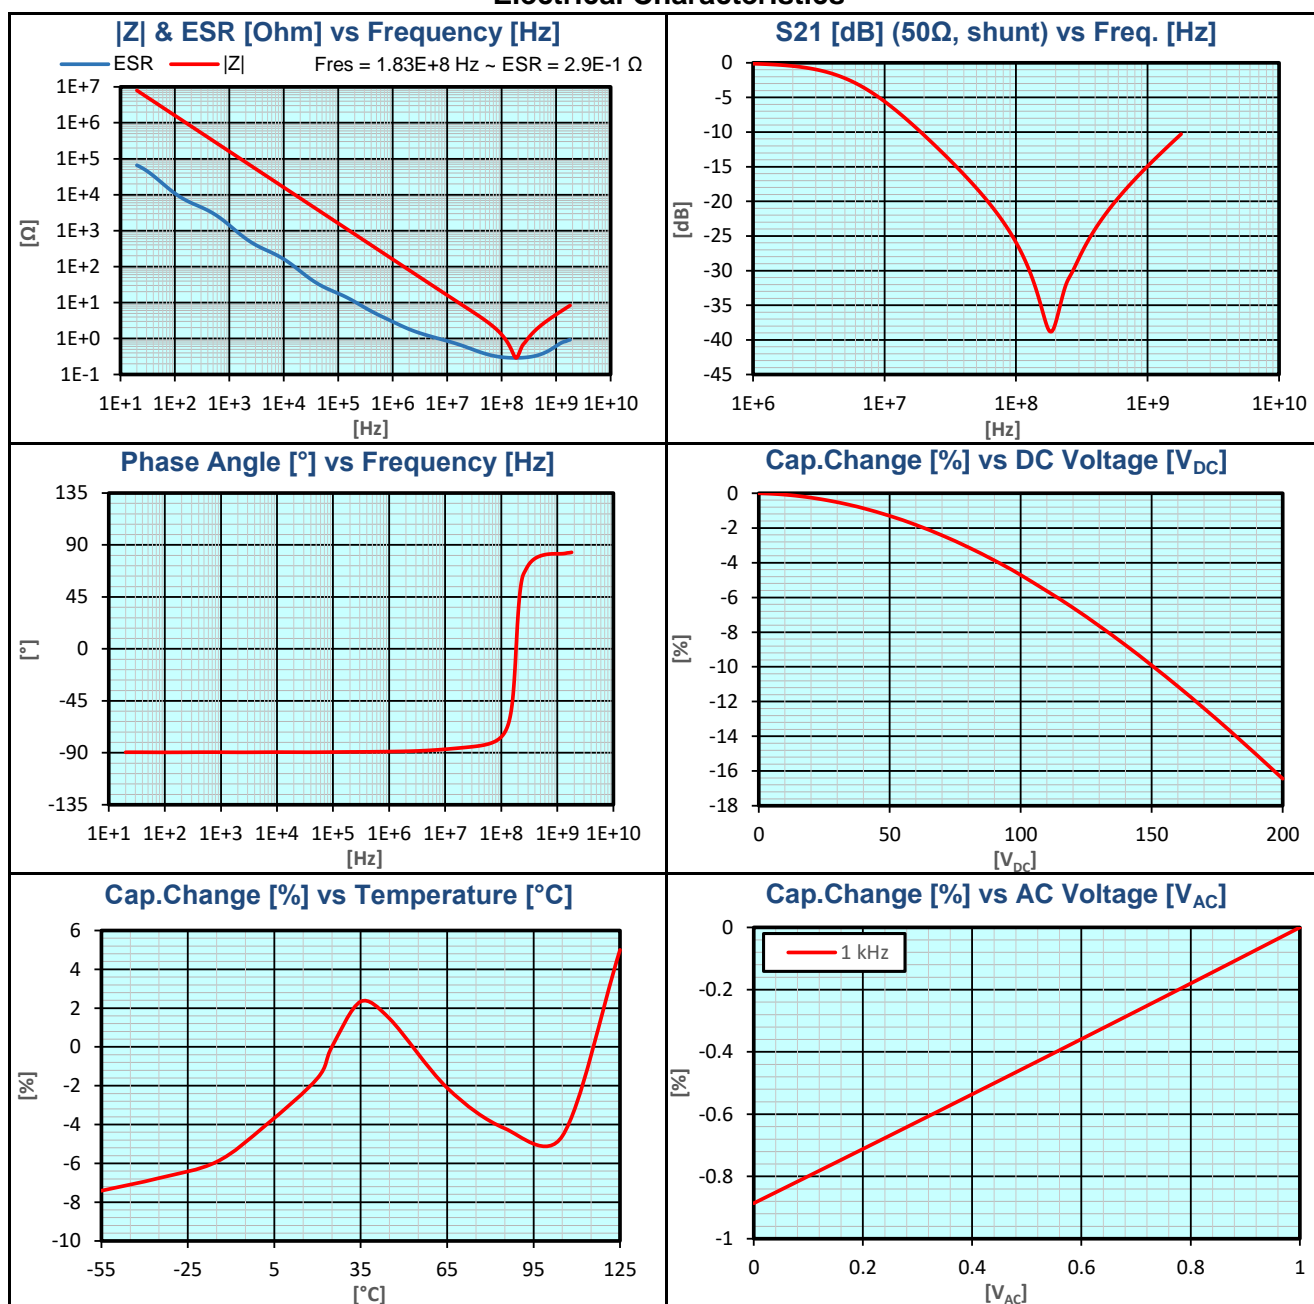 |Z| & ESR [Ohm] vs Frequency [Hz]
ESR |Z| Fres = 1.83E+8 Hz ~ ESR = 2.9E-1 Ω
1E+7
1E+6
1E+5
1E+4
1E+3
1E+2
1E+1
1E+0
1E-1
[Ω]
1E+1 1E+2 1E+3 1E+4 1E+5 1E+6 1E+7 1E+8 1E+9 1E+10
[Hz]
S21 [dB] (50Ω, shunt) vs Freq. [Hz]
0
-5
-10
-15
-20
-25
-30
-35
-40
-45
[dB]
1E+6 1E+7 1E+8 1E+9 1E+10
[Hz]
Phase Angle [°] vs Frequency [Hz]
135
90
45
0
-45
-90
-135
[°]
1E+1 1E+2 1E+3 1E+4 1E+5 1E+6 1E+7 1E+8 1E+9 1E+10
[Hz]
Cap.Change [%] vs DC Voltage [VDC]
0
-2
-4
-6
-8
-10
-12
-14
-16
-18
[%]
0 50 100 150 200
[VDC]
Cap.Change [%] vs Temperature [°C]
6
4
2
0
-2
-4
-6
-8
-10
[%]
-55 -25 5 35 65 95 125
[°C]
Cap.Change [%] vs AC Voltage [VAC]
1 kHz
0
-0.2
-0.4
-0.6
-0.8
-1
[%]
0 0.2 0.4 0.6 0.8 1
[VAC]